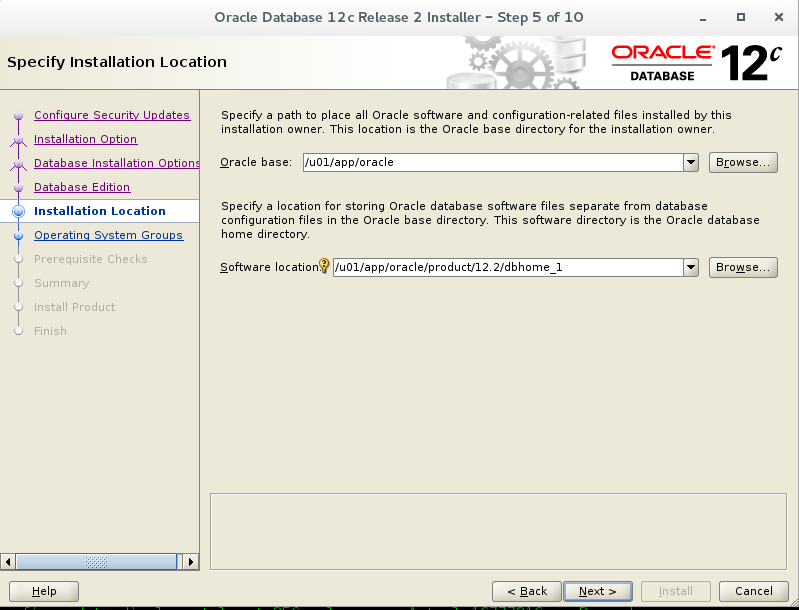 Oracle Database 12c Release 2 Installer – Step 5 of 10
Specify Installation Location
ORACLE
DATABASE
12c
Configure Security Updates
Installation Option
Database Installation Options
Database Edition
Installation Location
Operating System Groups
Prerequisite Checks
Summary
Install Product
Finish
Specify a path to place all Oracle software and configuration-related files installed by this
installation owner. This location is the Oracle base directory for the installation owner.
Oracle base:
/u01/app/oracle
Browse...
Specify a location for storing Oracle database software files separate from database
configuration files in the Oracle base directory. This software directory is the Oracle database
home directory.
Software location:
/u01/app/oracle/product/12.2/dbhome_1
Browse...
Help
< Back
Next >
Install
Cancel